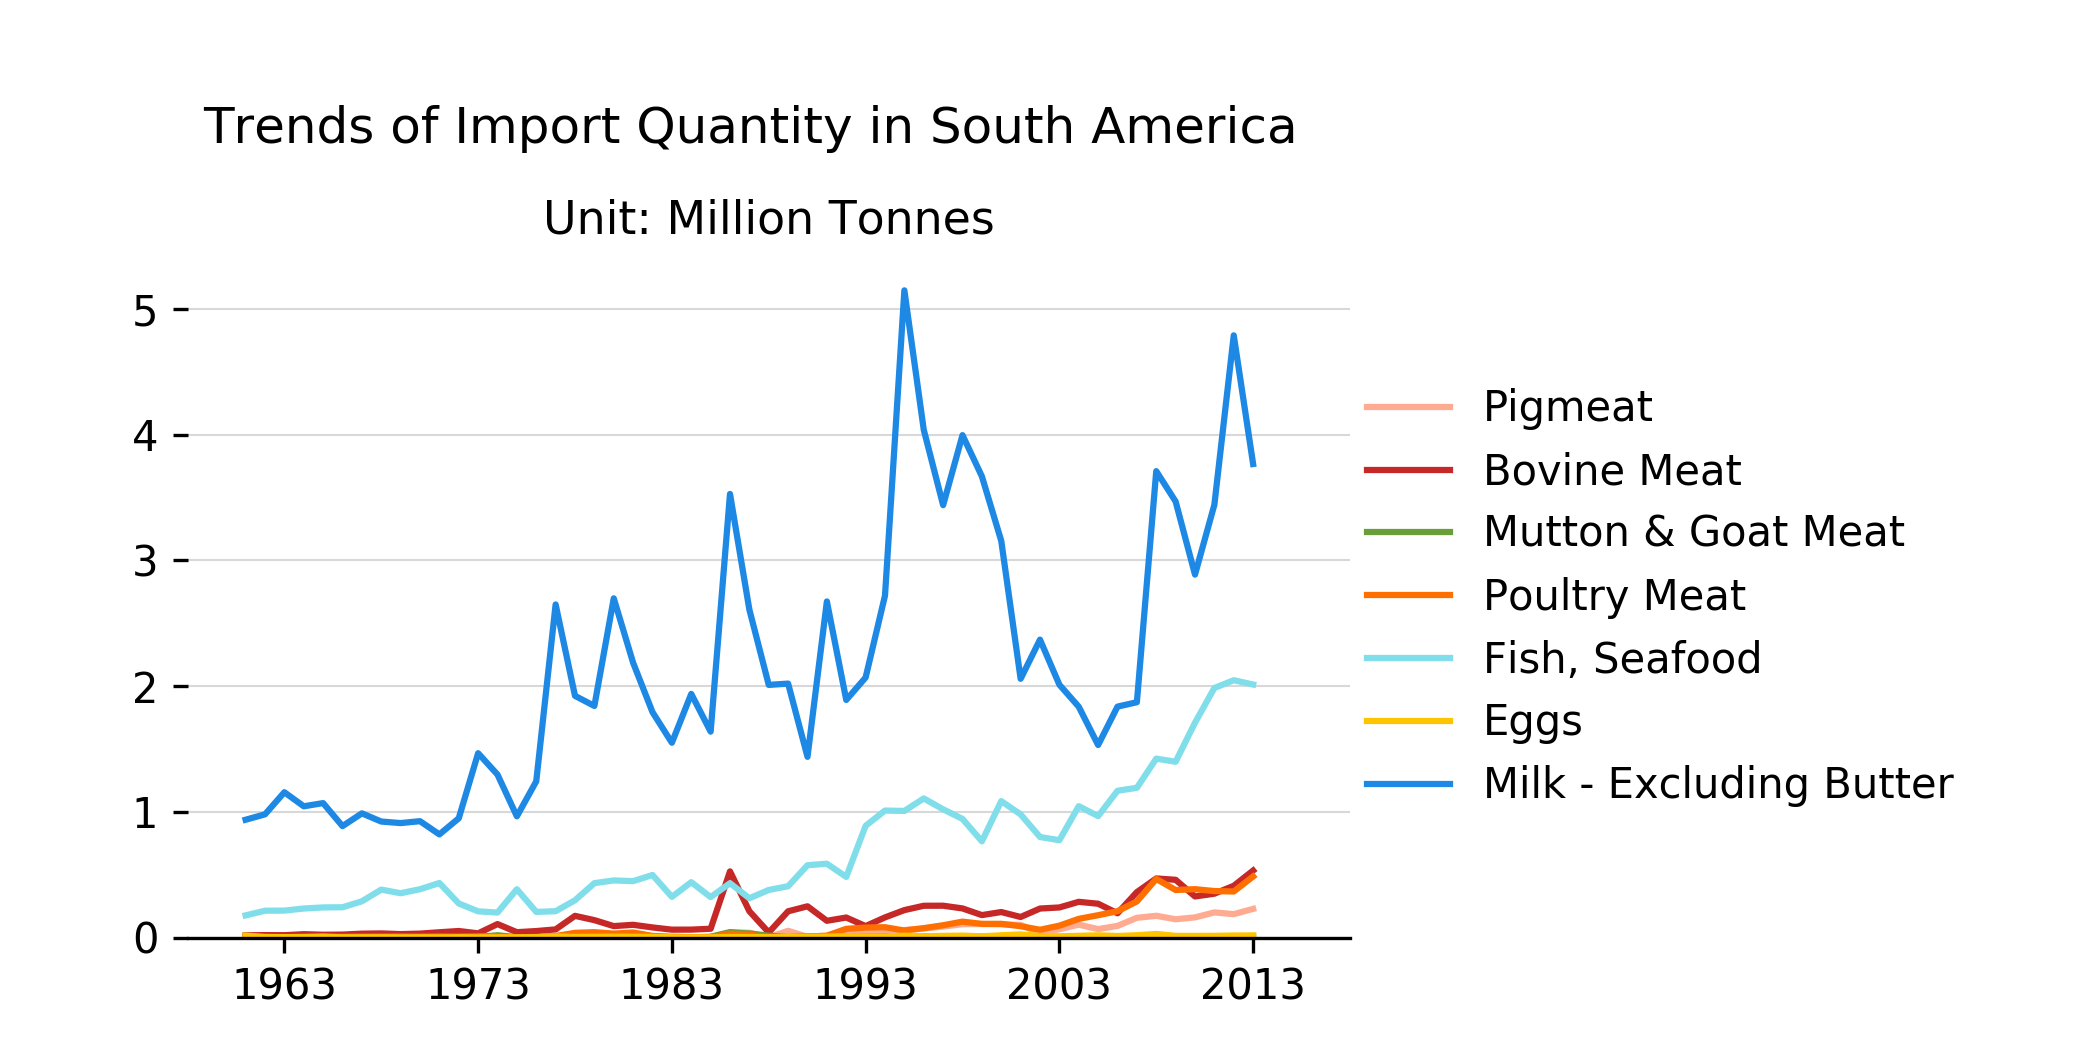 Trends of Import Quantity in South America
Unit: Million Tonnes
5
4
3
2
1
0
1963 1973 1983 1993 2003 2013
Pigmeat
Bovine Meat
Mutton & Goat Meat
Poultry Meat
Fish, Seafood
Eggs
Milk - Excluding Butter